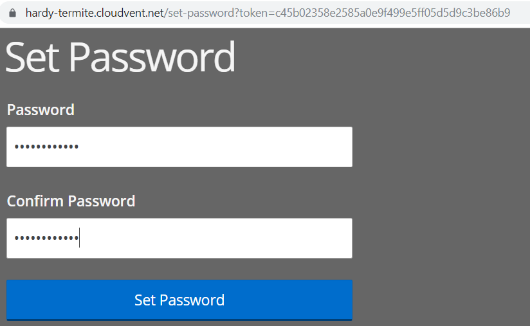 hardy-termite.cloudvent.net/set-password?token=c45b02358e2585a0e9f499e5ff05d5d9c3be86b9
Set Password
Password
••••••••••••
Confirm Password
••••••••••••
Set Password